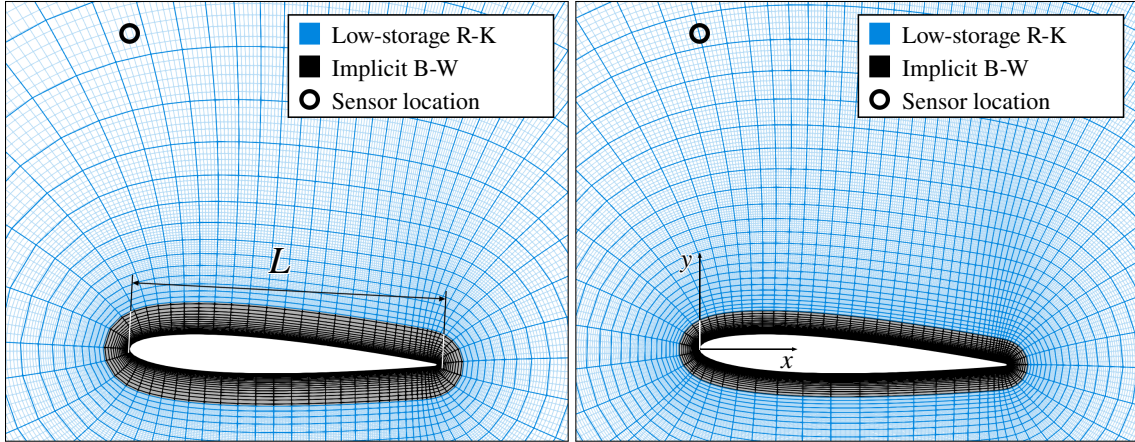 Low-storage R-K
Implicit B-W
Sensor location
L
Low-storage R-K
Implicit B-W
Sensor location
y
x